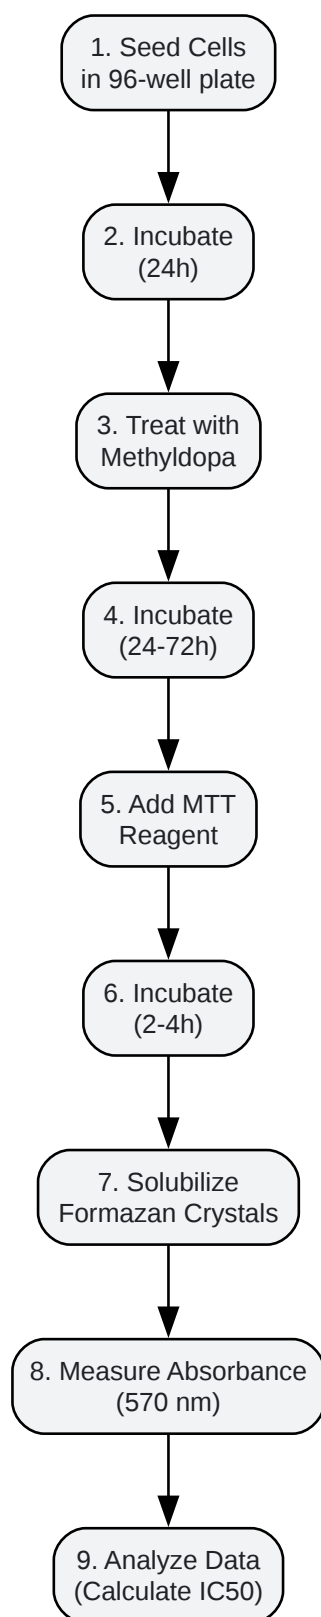 1. Seed Cells
in 96-well plate
2. Incubate
(24h)
3. Treat with
Methyldopa
4. Incubate
(24-72h)
5. Add MTT
Reagent
6. Incubate
(2-4h)
7. Solubilize
Formazan Crystals
8. Measure Absorbance
(570 nm)
9. Analyze Data
(Calculate IC50)